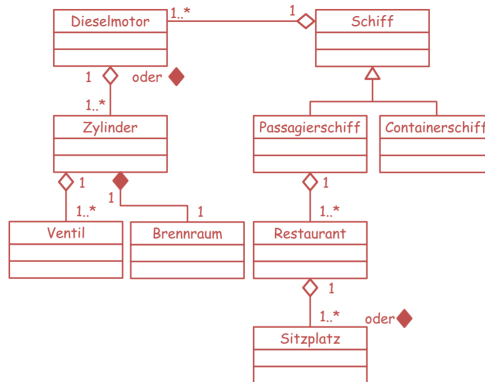 Dieselmotor
1..*
1
Schiff
1
oder
1..*
Zylinder
Passagierschiff
Containerschiff
1
1
1
1..*
1
1..*
Ventil
Brennraum
Restaurant
1
1..*
oder
Sitzplatz